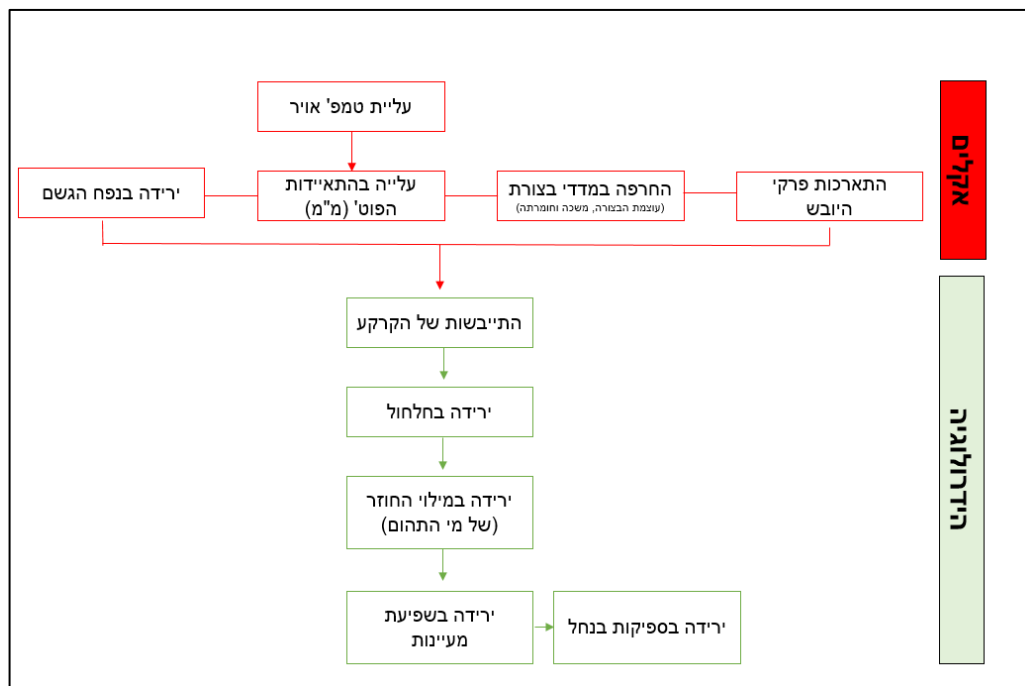 עליית טמפ' אויר
אקלים
התארכות פרקי
היובש
החרפה במדדי בצורת
(עוצמת הבצורה, משכה וחומרתה)
עלייה בהתאיידות
הפוט' (מ"מ)
ירידה בנפח הגשם
הידרולוגיה
התייבשות של הקרקע
ירידה בחלחול
ירידה במילוי החוזר
(של מי התהום)
ירידה בשפיעת
מעיינות
ירידה בספיקות בנחל